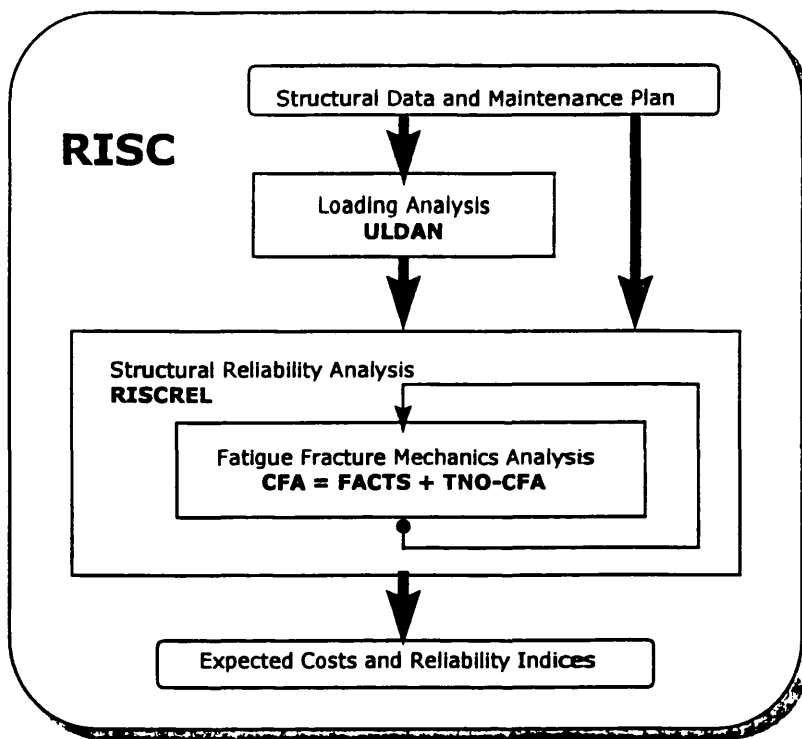 Structural Data and Maintenance Plan
RISC
Loading Analysis
ULDAN
Structural Reliability Analysis
RISCREL
Fatigue Fracture Mechanics Analysis
CFA = FACTS + TNO-CFA
Expected Costs and Reliability Indices